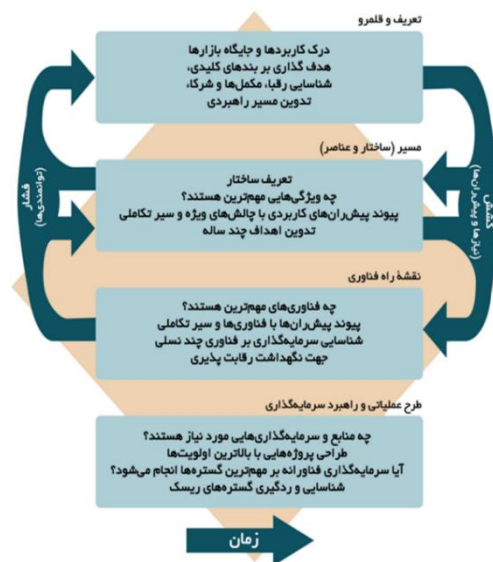 تعریف و قلمرو
درک کاربردها و جایگاه بازارها
هدف گذاری بر بندهای کلیدی،
شناسایی رقبا، مکمل‌ها و شرکا،
تدوین مسیر راهبردی
فشار
(توانمندی‌ها)
کشش
(نیازها و پیش‌ران‌ها)
مسیر (ساختار و عناصر)
تعریف ساختار
چه ویژگی‌هایی مهم‌ترین هستند؟
پیوند پیش‌ران‌های کاربردی با چالش‌های ویژه و سیر تکاملی
تدوین اهداف چند ساله
نقشهٔ راه فناوری
چه فناوری‌های مهم‌ترین هستند؟
پیوند پیش‌ران‌ها با فناوری‌ها و سیر تکاملی
شناسایی سرمایه‌گذاری بر فناوری چند نسلی
جهت نگهداشت رقابت پذیری
طرح عملیاتی و راهبرد سرمایه‌گذاری
چه منابع و سرمایه‌گذاری‌هایی مورد نیاز هستند؟
طراحی پروژه‌هایی با بالاترین اولویت‌ها
آیا سرمایه‌گذاری فناورانه بر مهم‌ترین گستره‌ها انجام می‌شود؟
شناسایی و ردگیری گستره‌های ریسک
زمان